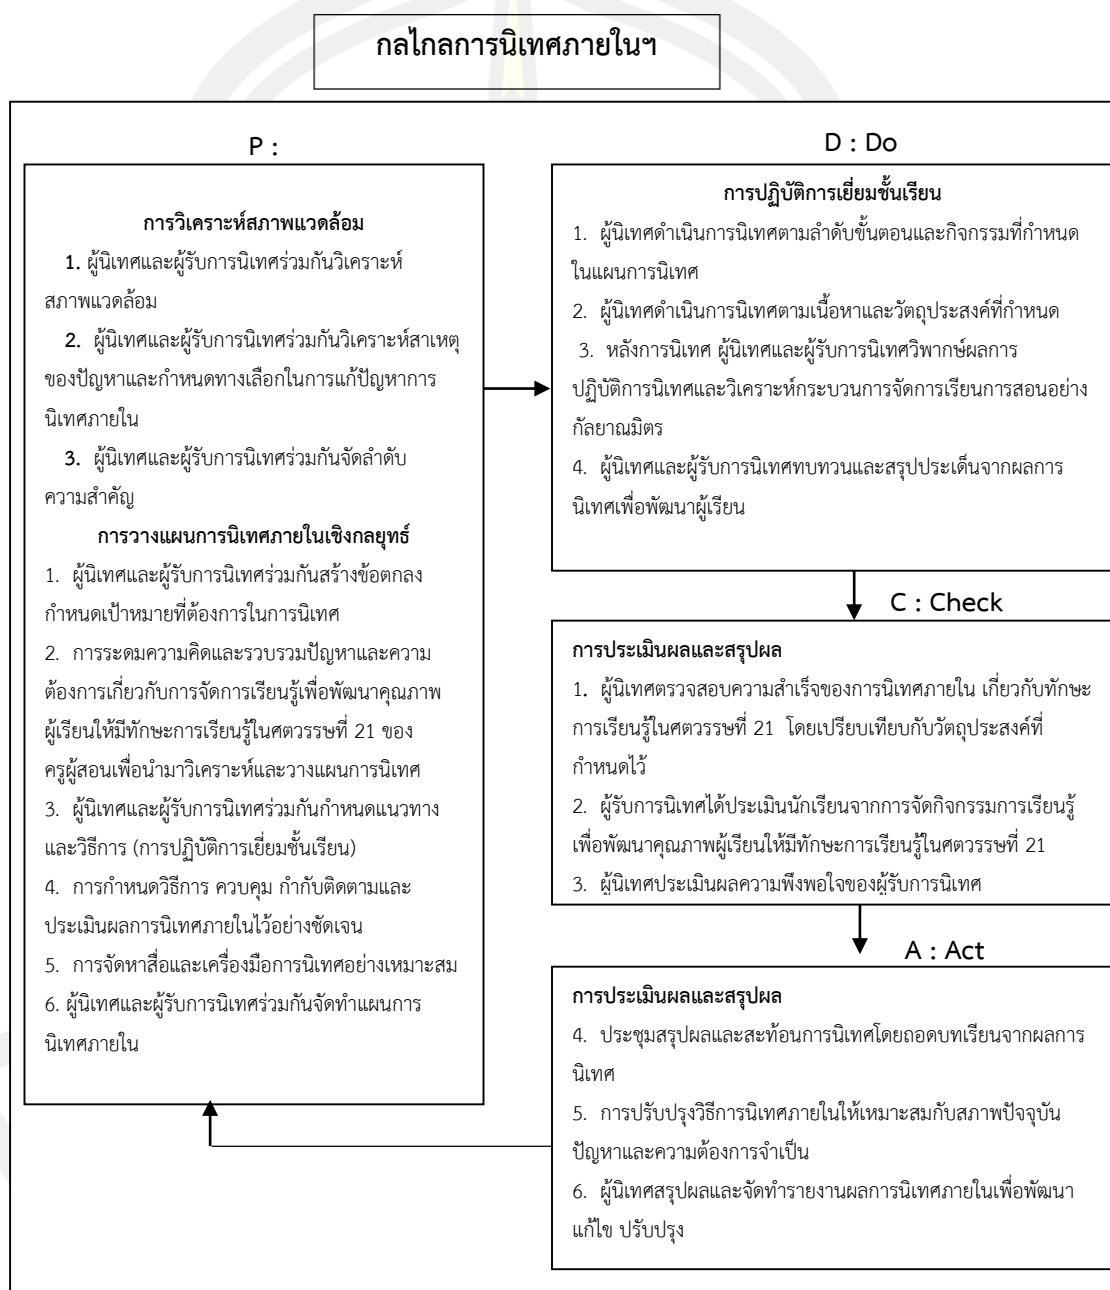 กลไกลการนิเทศภายในฯ
P :
การวิเคราะห์สภาพแวดล้อม
1. ผู้นิเทศและผู้รับการนิเทศร่วมกันวิเคราะห์
สภาพแวดล้อม
2. ผู้นิเทศและผู้รับการนิเทศร่วมกันวิเคราะห์สาเหตุ
ของปัญหาและกำหนดทางเลือกในการแก้ปัญหาการ
นิเทศภายใน
3. ผู้นิเทศและผู้รับการนิเทศร่วมกันจัดลำดับ
ความสำคัญ
การวางแผนการนิเทศภายในเชิงกลยุทธ์
1. ผู้นิเทศและผู้รับการนิเทศร่วมกันสร้างข้อตกลง
กำหนดเป้าหมายที่ต้องการในการนิเทศ
2. การระดมความคิดและรวบรวมปัญหาและความ
ต้องการเกี่ยวกับการจัดการเรียนรู้เพื่อพัฒนาคุณภาพ
ผู้เรียนให้มีทักษะการเรียนรู้ในศตวรรษที่ 21 ของ
ครูผู้สอนเพื่อนำมาวิเคราะห์และวางแผนการนิเทศ
3. ผู้นิเทศและผู้รับการนิเทศร่วมกันกำหนดแนวทาง
และวิธีการ (การปฏิบัติการเยี่ยมชั้นเรียน)
4. การกำหนดวิธีการ ควบคุม กำกับติดตามและ
ประเมินผลการนิเทศภายในไว้อย่างชัดเจน
5. การจัดหาสื่อและเครื่องมือการนิเทศอย่างเหมาะสม
6. ผู้นิเทศและผู้รับการนิเทศร่วมกันจัดทำแผนการ
นิเทศภายใน
D : Do
การปฏิบัติการเยี่ยมชั้นเรียน
1. ผู้นิเทศดำเนินการนิเทศตามลำดับขั้นตอนและกิจกรรมที่กำหนด
ในแผนการนิเทศ
2. ผู้นิเทศดำเนินการนิเทศตามเนื้อหาและวัตถุประสงค์ที่กำหนด
3. หลังการนิเทศ ผู้นิเทศและผู้รับการนิเทศวิพากษ์ผลการ
ปฏิบัติการนิเทศและวิเคราะห์กระบวนการจัดการเรียนการสอนอย่าง
กัลยาณมิตร
4. ผู้นิเทศและผู้รับการนิเทศทบทวนและสรุปประเด็นจากผลการ
นิเทศเพื่อพัฒนาผู้เรียน
C : Check
การประเมินผลและสรุปผล
1. ผู้นิเทศตรวจสอบความสำเร็จของการนิเทศภายใน เกี่ยวกับทักษะ
การเรียนรู้ในศตวรรษที่ 21 โดยเปรียบเทียบกับวัตถุประสงค์ที่
กำหนดไว้
2. ผู้รับการนิเทศได้ประเมินนักเรียนจากการจัดกิจกรรมการเรียนรู้
เพื่อพัฒนาคุณภาพผู้เรียนให้มีทักษะการเรียนรู้ในศตวรรษที่ 21
3. ผู้นิเทศประเมินผลความพึงพอใจของผู้รับการนิเทศ
A : Act
การประเมินผลและสรุปผล
4. ประชุมสรุปผลและสะท้อนการนิเทศโดยถอดบทเรียนจากผลการ
นิเทศ
5. การปรับปรุงวิธีการนิเทศภายในให้เหมาะสมกับสภาพปัจจุบัน
ปัญหาและความต้องการจำเป็น
6. ผู้นิเทศสรุปผลและจัดทำรายงานผลการนิเทศภายในเพื่อพัฒนา
แก้ไข ปรับปรุง